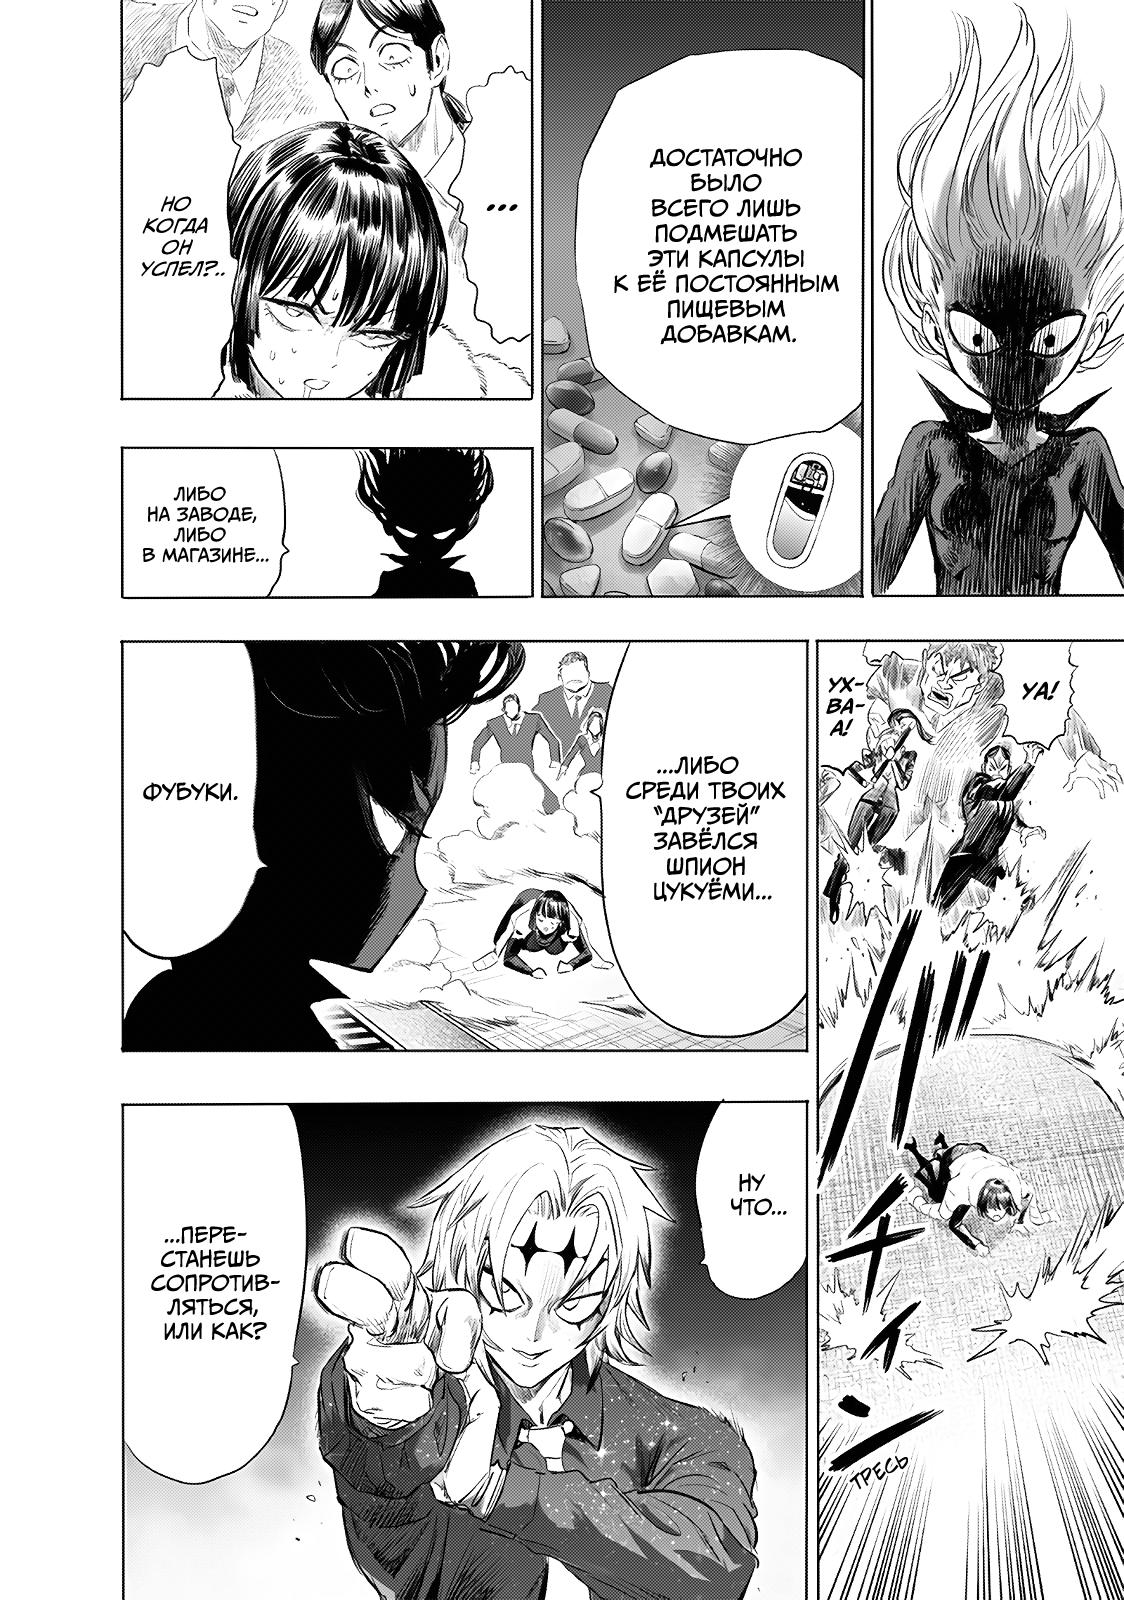 ДОСТАТОЧНО
БЫЛО
ВСЕГО ЛИШЬ
ПОДМЕШАТЬ
ЭТИ КАПСУЛЫ
К ЕЁ ПОСТОЯННЫМ
ПИЩЕВЫМ
ДОБАВКАМ.
...
НО
КОГДА
ОН
УСПЕЛ?..
ЛИБО
НА ЗАВОДЕ,
ЛИБО
В МАГАЗИНЕ...
УА!
УХ-
ВА-
А!
ТРЕСЬ
...ЛИБО
СРЕДИ ТВОИХ
“ДРУЗЕЙ”
ЗАВЁЛСЯ
ШПИОН
ЦУКУЁМИ...
ФУБУКИ.
НУ
ЧТО...
...ПЕРЕ-
СТАНЕШЬ
СОПРОТИВ-
ЛЯТЬСЯ,
ИЛИ КАК?